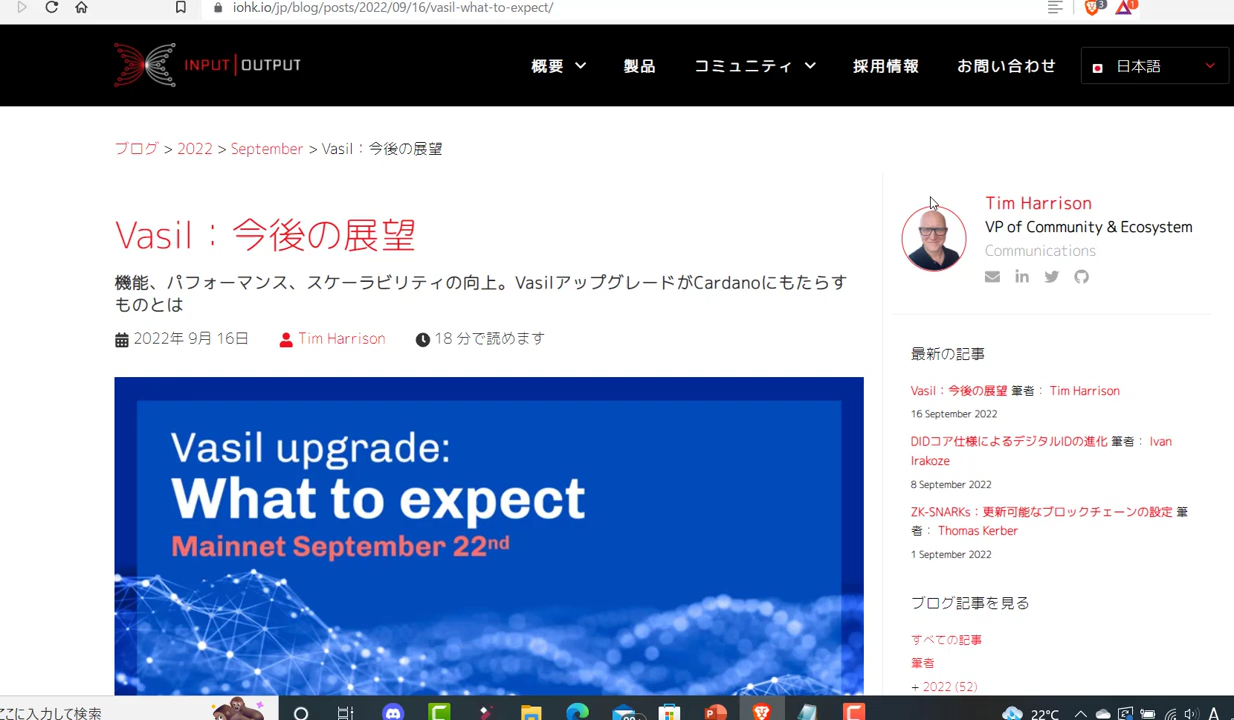 iohk.io/jp/blog/posts/2022/09/16/vasil-what-to-expect/
3
1
INPUT | OUTPUT
概要
製品
コミュニティ
採用情報
お問い合わせ
日本語
ブログ > 2022 > September > Vasil：今後の展望
Vasil：今後の展望
機能、パフォーマンス、スケーラビリティの向上。VasilアップグレードがCardanoにもたらす
ものとは
2022年 9月 16日
Tim Harrison
18 分で読めます
Vasil upgrade:
What to expect
Mainnet September 22nd
Tim Harrison
VP of Community & Ecosystem
Communications
最新の記事
Vasil：今後の展望 筆者： Tim Harrison
16 September 2022
DIDコア仕様によるデジタルIDの進化 筆者： Ivan
Irakoze
8 September 2022
ZK-SNARKs：更新可能なブロックチェーンの設定 筆
者： Thomas Kerber
1 September 2022
ブログ記事を見る
すべての記事
筆者
+ 2022 (52)
ここに入力して検索
22°C
A